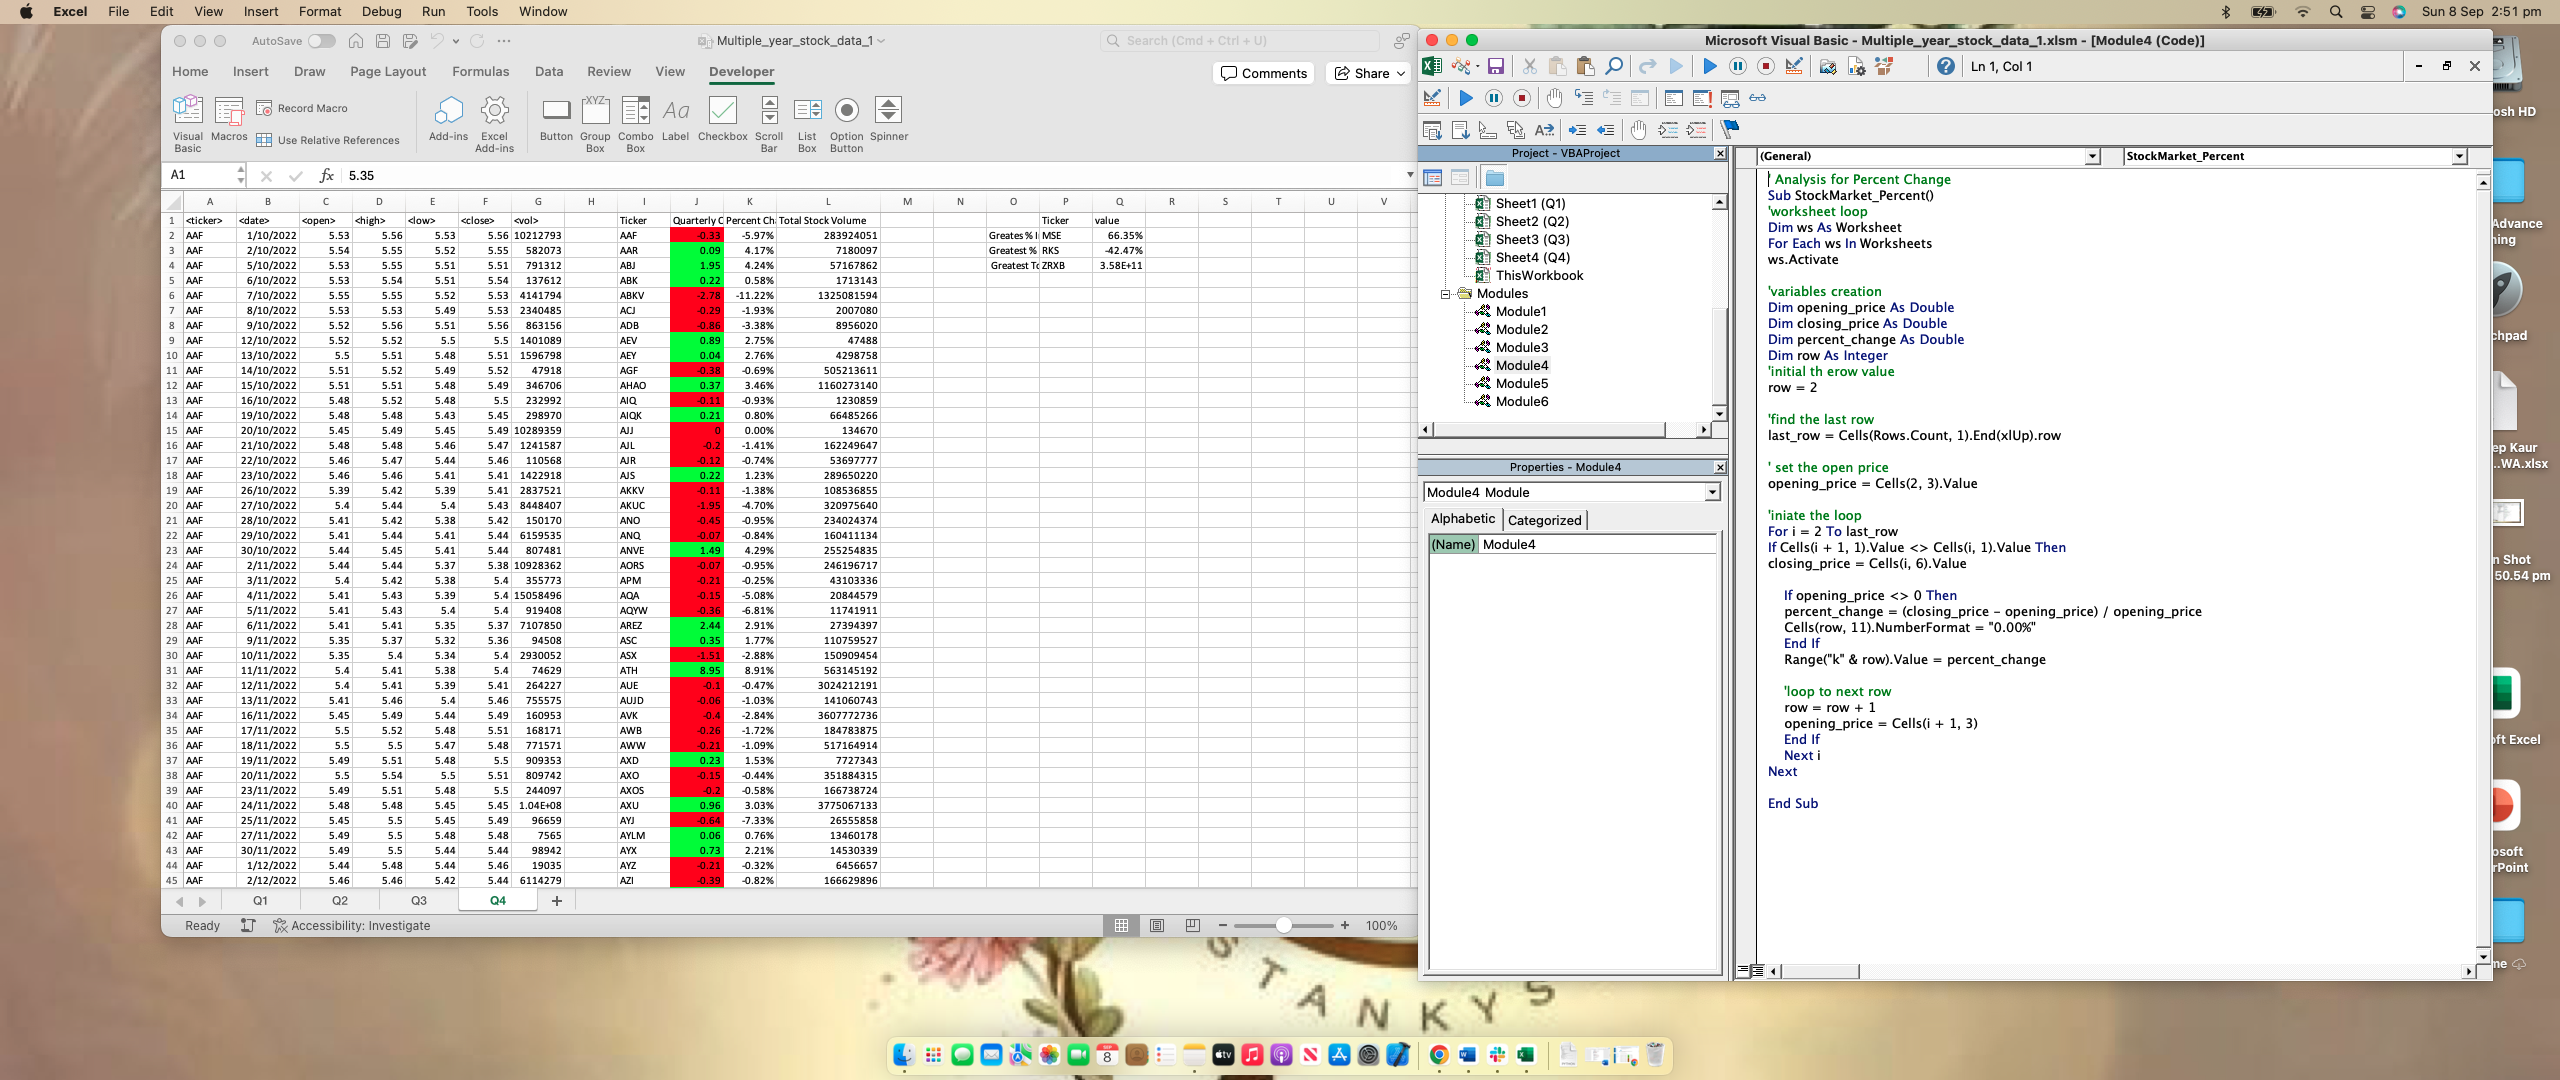 Excel File Edit View Insert Format Debug Run Tools Window
Sun 8 Sep 2:51 pm
AutoSave
Multiple_year_stock_data_1
Search (Cmd + Ctrl + U)
Home Insert Draw Page Layout Formulas Data Review View Developer
Comments Share
Visual Basic
Macros
Record Macro
Use Relative References
Add-ins
Excel Add-ins
Button
Group Box
Combo Box
Label
Checkbox
Scroll Bar
List Box
Option Button
Spinner
A1 fx 5.35
A B C D E F G H I J K L M N O P Q R S T U V
1 <ticker> <date> <open> <high> <low> <close> <vol> Ticker Quarterly C Percent Ch Total Stock Volume Ticker value
2 AAF 1/10/2022 5.53 5.56 5.53 5.56 10212793 AAF -0.33 -5.97% 283924051 Greates % I MSE 66.35%
3 AAF 2/10/2022 5.54 5.55 5.52 5.55 582073 AAR 0.09 4.17% 7180097 Greatest % RKS -42.47%
4 AAF 5/10/2022 5.53 5.55 5.51 5.51 791312 ABJ 1.95 4.24% 57167862 Greatest To ZRXB 3.58E+11
5 AAF 6/10/2022 5.53 5.54 5.51 5.54 137612 ABK 0.22 0.58% 1713143
6 AAF 7/10/2022 5.55 5.55 5.52 5.53 4141794 ABKV -2.78 -11.22% 1325081594
7 AAF 8/10/2022 5.53 5.53 5.49 5.53 2340485 ACJ -0.29 -1.93% 2007080
8 AAF 9/10/2022 5.52 5.56 5.51 5.56 863156 ADB -0.86 -3.38% 8956020
9 AAF 12/10/2022 5.52 5.52 5.5 5.5 1401089 AEV 0.89 2.75% 47488
10 AAF 13/10/2022 5.5 5.51 5.48 5.51 1596798 AEY 0.04 2.76% 4298758
11 AAF 14/10/2022 5.51 5.52 5.49 5.52 47918 AGF -0.38 -0.69% 505213611
12 AAF 15/10/2022 5.51 5.51 5.48 5.49 346706 AHAO 0.37 3.46% 1160273140
13 AAF 16/10/2022 5.48 5.52 5.48 5.5 232992 AIQ -0.11 -0.93% 1230859
14 AAF 19/10/2022 5.48 5.48 5.43 5.45 298970 AIQK 0.21 0.80% 66485266
15 AAF 20/10/2022 5.45 5.49 5.45 5.49 10289359 AJJ 0 0.00% 134670
16 AAF 21/10/2022 5.48 5.48 5.46 5.47 1241587 AJL -0.2 -1.41% 162249647
17 AAF 22/10/2022 5.46 5.47 5.44 5.46 110568 AJR -0.12 -0.74% 53697777
18 AAF 23/10/2022 5.46 5.46 5.41 5.41 1422918 AJS 0.22 1.23% 289650220
19 AAF 26/10/2022 5.39 5.42 5.39 5.41 2837521 AKKV -0.11 -1.38% 108536855
20 AAF 27/10/2022 5.4 5.44 5.4 5.43 8448407 AKUC -1.95 -4.70% 320975640
21 AAF 28/10/2022 5.41 5.42 5.38 5.42 150170 ANO -0.45 -0.95% 234024374
22 AAF 29/10/2022 5.41 5.44 5.41 5.44 6159535 ANQ -0.07 -0.84% 160411134
23 AAF 30/10/2022 5.44 5.45 5.41 5.44 807481 ANVE 1.49 4.29% 255254835
24 AAF 2/11/2022 5.44 5.44 5.37 5.38 10928362 AORS -0.07 -0.95% 246196717
25 AAF 3/11/2022 5.4 5.42 5.38 5.4 355773 APM -0.21 -0.25% 43103336
26 AAF 4/11/2022 5.41 5.43 5.39 5.4 15058496 AQA -0.15 -5.08% 20844579
27 AAF 5/11/2022 5.41 5.43 5.4 5.4 919408 AQYW -0.36 -6.81% 11741911
28 AAF 6/11/2022 5.41 5.41 5.35 5.37 7107850 AREZ 2.44 2.91% 27394397
29 AAF 9/11/2022 5.35 5.37 5.32 5.36 94508 ASC 0.35 1.77% 110759527
30 AAF 10/11/2022 5.35 5.4 5.34 5.4 2930052 ASX -1.51 -2.88% 150909454
31 AAF 11/11/2022 5.4 5.41 5.38 5.4 74629 ATH 8.95 8.91% 563145192
32 AAF 12/11/2022 5.4 5.41 5.39 5.41 264227 AUE -0.1 -0.47% 3024212191
33 AAF 13/11/2022 5.41 5.46 5.4 5.46 755575 AUJD -0.06 -1.03% 141060743
34 AAF 16/11/2022 5.45 5.49 5.44 5.49 160953 AVK -0.4 -2.84% 3607772736
35 AAF 17/11/2022 5.5 5.52 5.48 5.51 168171 AWB -0.26 -1.72% 184783875
36 AAF 18/11/2022 5.5 5.5 5.47 5.48 771571 AWW -0.21 -1.09% 517164914
37 AAF 19/11/2022 5.49 5.51 5.48 5.5 909353 AXD 0.23 1.53% 7727343
38 AAF 20/11/2022 5.5 5.54 5.5 5.51 809742 AXO -0.15 -0.44% 351884315
39 AAF 23/11/2022 5.49 5.51 5.48 5.5 244097 AXOS -0.2 -0.58% 166738724
40 AAF 24/11/2022 5.48 5.48 5.45 5.45 1.04E+08 AXU 0.96 3.03% 3775067133
41 AAF 25/11/2022 5.45 5.5 5.45 5.49 96659 AYJ -0.64 -7.33% 26555858
42 AAF 27/11/2022 5.49 5.5 5.48 5.48 7565 AYLM 0.06 0.76% 13460178
43 AAF 30/11/2022 5.49 5.5 5.44 5.44 98942 AYX 0.73 2.21% 14530339
44 AAF 1/12/2022 5.44 5.48 5.44 5.46 19035 AYZ -0.21 -0.32% 6456657
45 AAF 2/12/2022 5.46 5.46 5.42 5.44 6114279 AZI -0.39 -0.82% 166629896
Q1 Q2 Q3 Q4
Ready Accessibility: Investigate 100%
Microsoft Visual Basic - Multiple_year_stock_data_1.xlsm - [Module4 (Code)]
Ln 1, Col 1
Project - VBAProject
Sheet1 (Q1)
Sheet2 (Q2)
Sheet3 (Q3)
Sheet4 (Q4)
ThisWorkbook
Modules
Module1
Module2
Module3
Module4
Module5
Module6
Properties - Module4
Module4 Module
Alphabetic Categorized
(Name) Module4
(General) StockMarket_Percent
' Analysis for Percent Change
Sub StockMarket_Percent()
'worksheet loop
Dim ws As Worksheet
For Each ws In Worksheets
ws.Activate
'variables creation
Dim opening_price As Double
Dim closing_price As Double
Dim percent_change As Double
Dim row As Integer
'initial th erow value
row = 2
'find the last row
last_row = Cells(Rows.Count, 1).End(xlUp).row
' set the open price
opening_price = Cells(2, 3).Value
'iniate the loop
For i = 2 To last_row
If Cells(i + 1, 1).Value <> Cells(i, 1).Value Then
closing_price = Cells(i, 6).Value
If opening_price <> 0 Then
percent_change = (closing_price - opening_price) / opening_price
Cells(row, 11).NumberFormat = "0.00%"
End If
Range("k" & row).Value = percent_change
'loop to next row
row = row + 1
opening_price = Cells(i + 1, 3)
End If
Next i
Next
End Sub
osh HD
Advance
ning
chpad
ep Kaur
...WA.xlsx
n Shot
50.54 pm
oft Excel
osoft
rPoint
me
TANKYS
SEP
8
tv